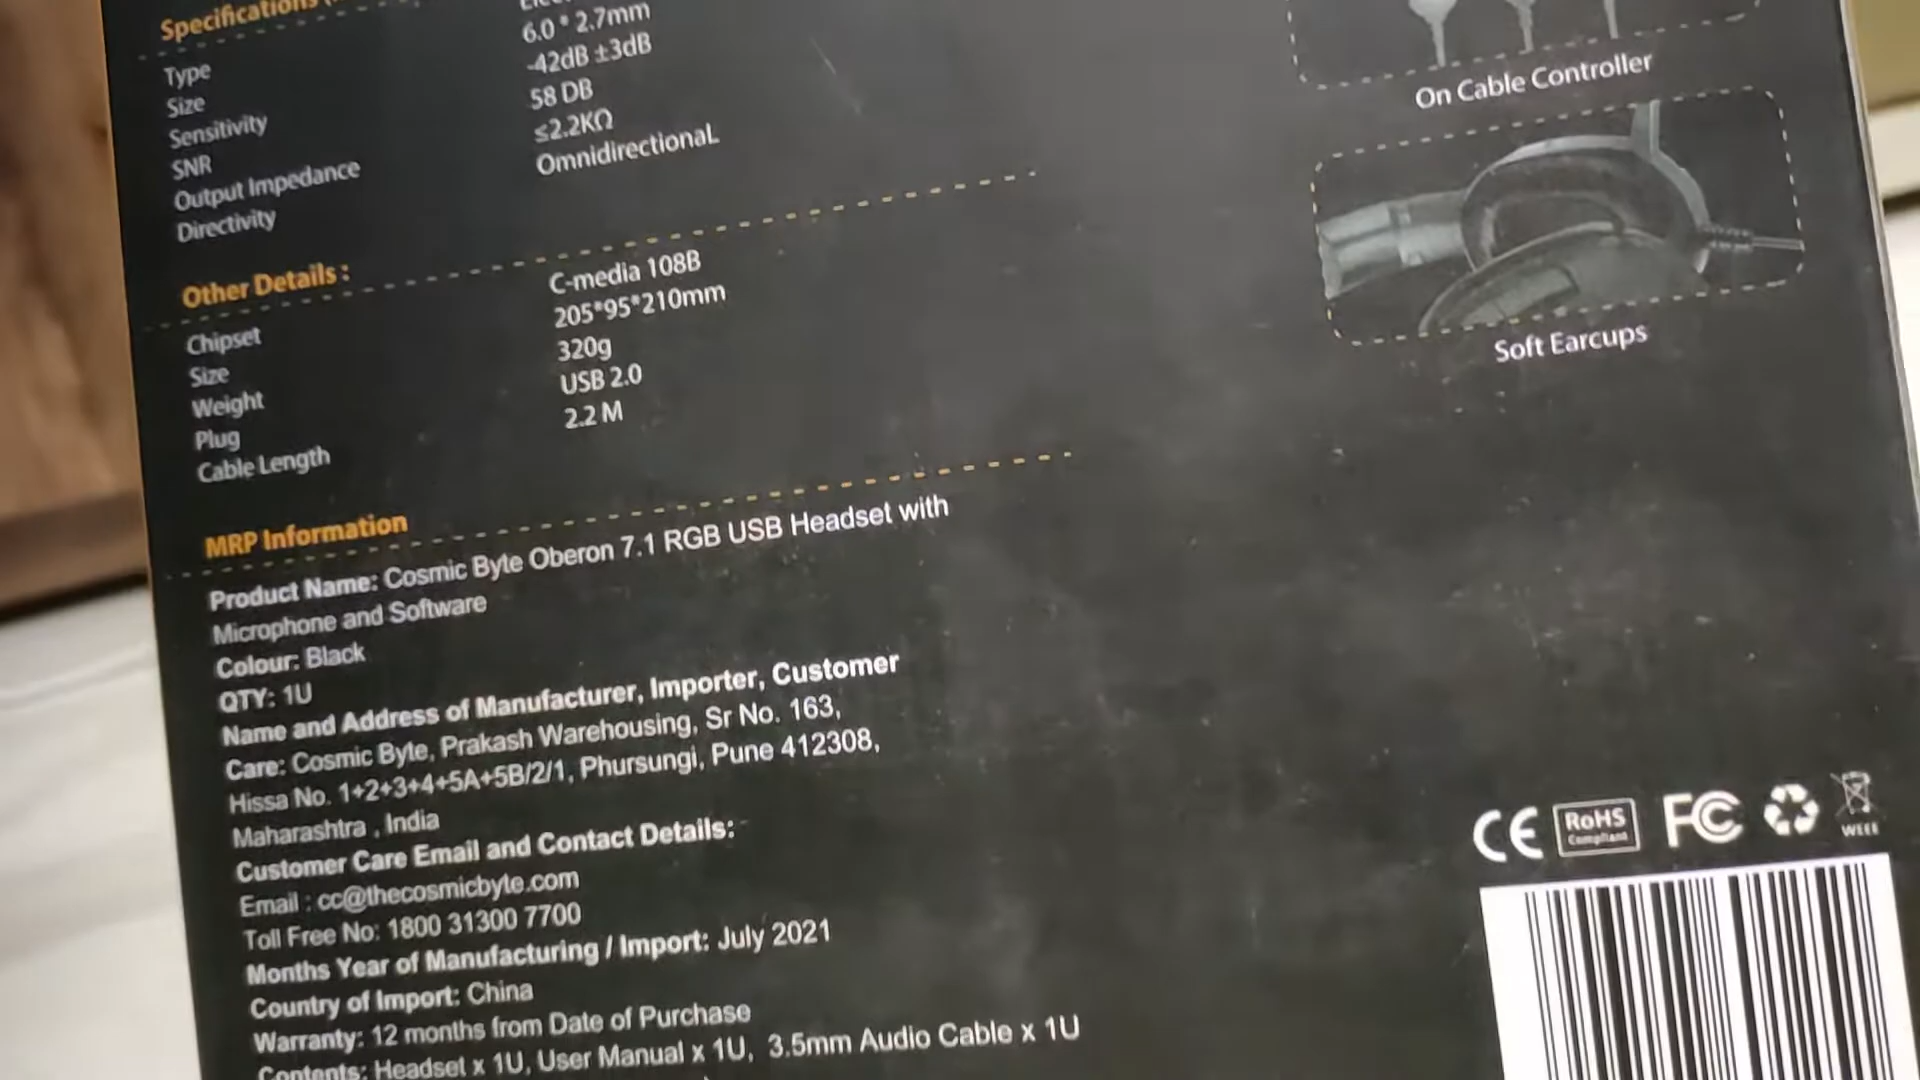 Specifications
Type
6.0 * 2.7mm
Size
-42dB ±3dB
Sensitivity
58 DB
SNR
≤2.2KΩ
Output Impedance
OmnidirectionaL
Directivity
Other Details :
Chipset C-media 108B
Size 205*95*210mm
Weight 320g
Plug USB 2.0
Cable Length 2.2 M
MRP Information
Product Name: Cosmic Byte Oberon 7.1 RGB USB Headset with
Microphone and Software
Colour: Black
QTY: 1U
Name and Address of Manufacturer, Importer, Customer
Care: Cosmic Byte, Prakash Warehousing, Sr No. 163,
Hissa No. 1+2+3+4+5A+5B/2/1, Phursungi, Pune 412308,
Maharashtra , India
Customer Care Email and Contact Details:
Email : cc@thecosmicbyte.com
Toll Free No: 1800 31300 7700
Months Year of Manufacturing / Import: July 2021
Country of Import: China
Warranty: 12 months from Date of Purchase
Contents: Headset x 1U, User Manual x 1U, 3.5mm Audio Cable x 1U
On Cable Controller
Soft Earcups
CE
RoHS
Compliant
FC
WEEE